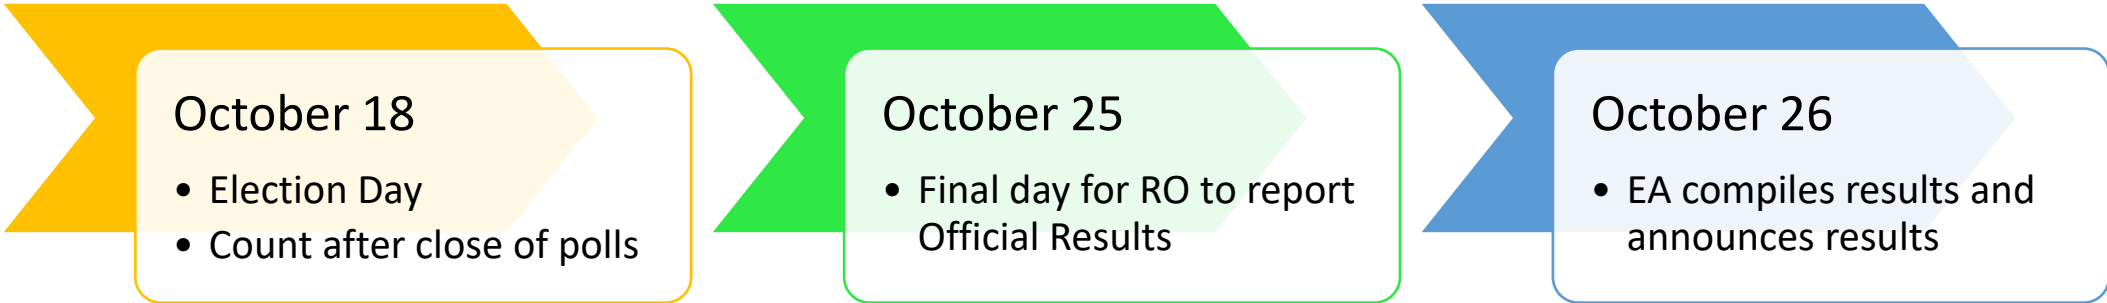 October 18
• Election Day
• Count after close of polls
October 25
• Final day for RO to report
Official Results
October 26
• EA compiles results and
announces results